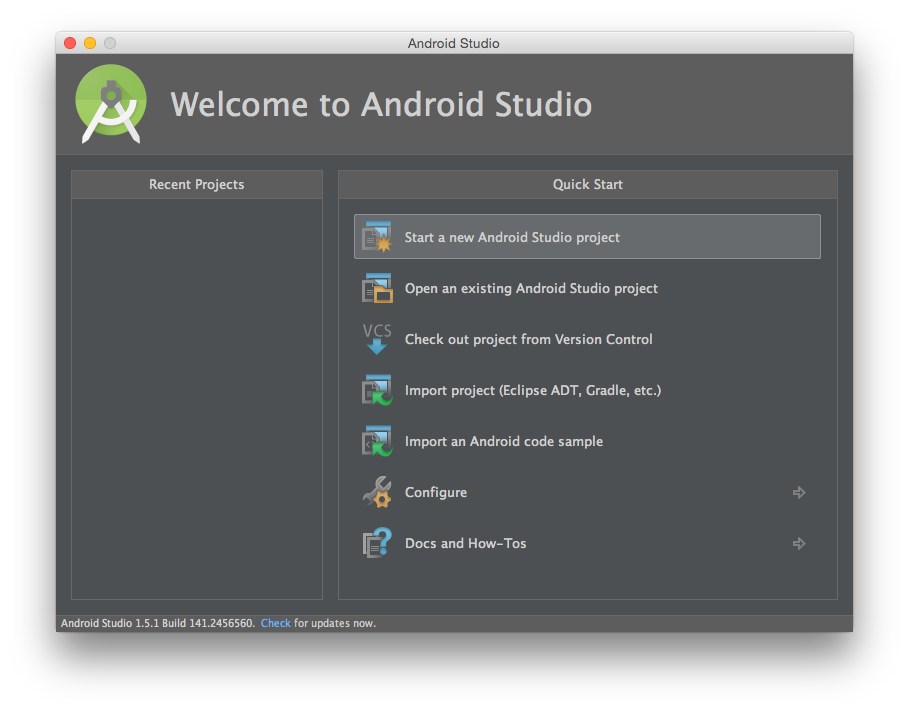 Android Studio
Welcome to Android Studio
Recent Projects
Quick Start
Start a new Android Studio project
Open an existing Android Studio project
VCS
Check out project from Version Control
Import project (Eclipse ADT, Gradle, etc.)
Import an Android code sample
Configure
Docs and How-Tos
Android Studio 1.5.1 Build 141.2456560. Check for updates now.